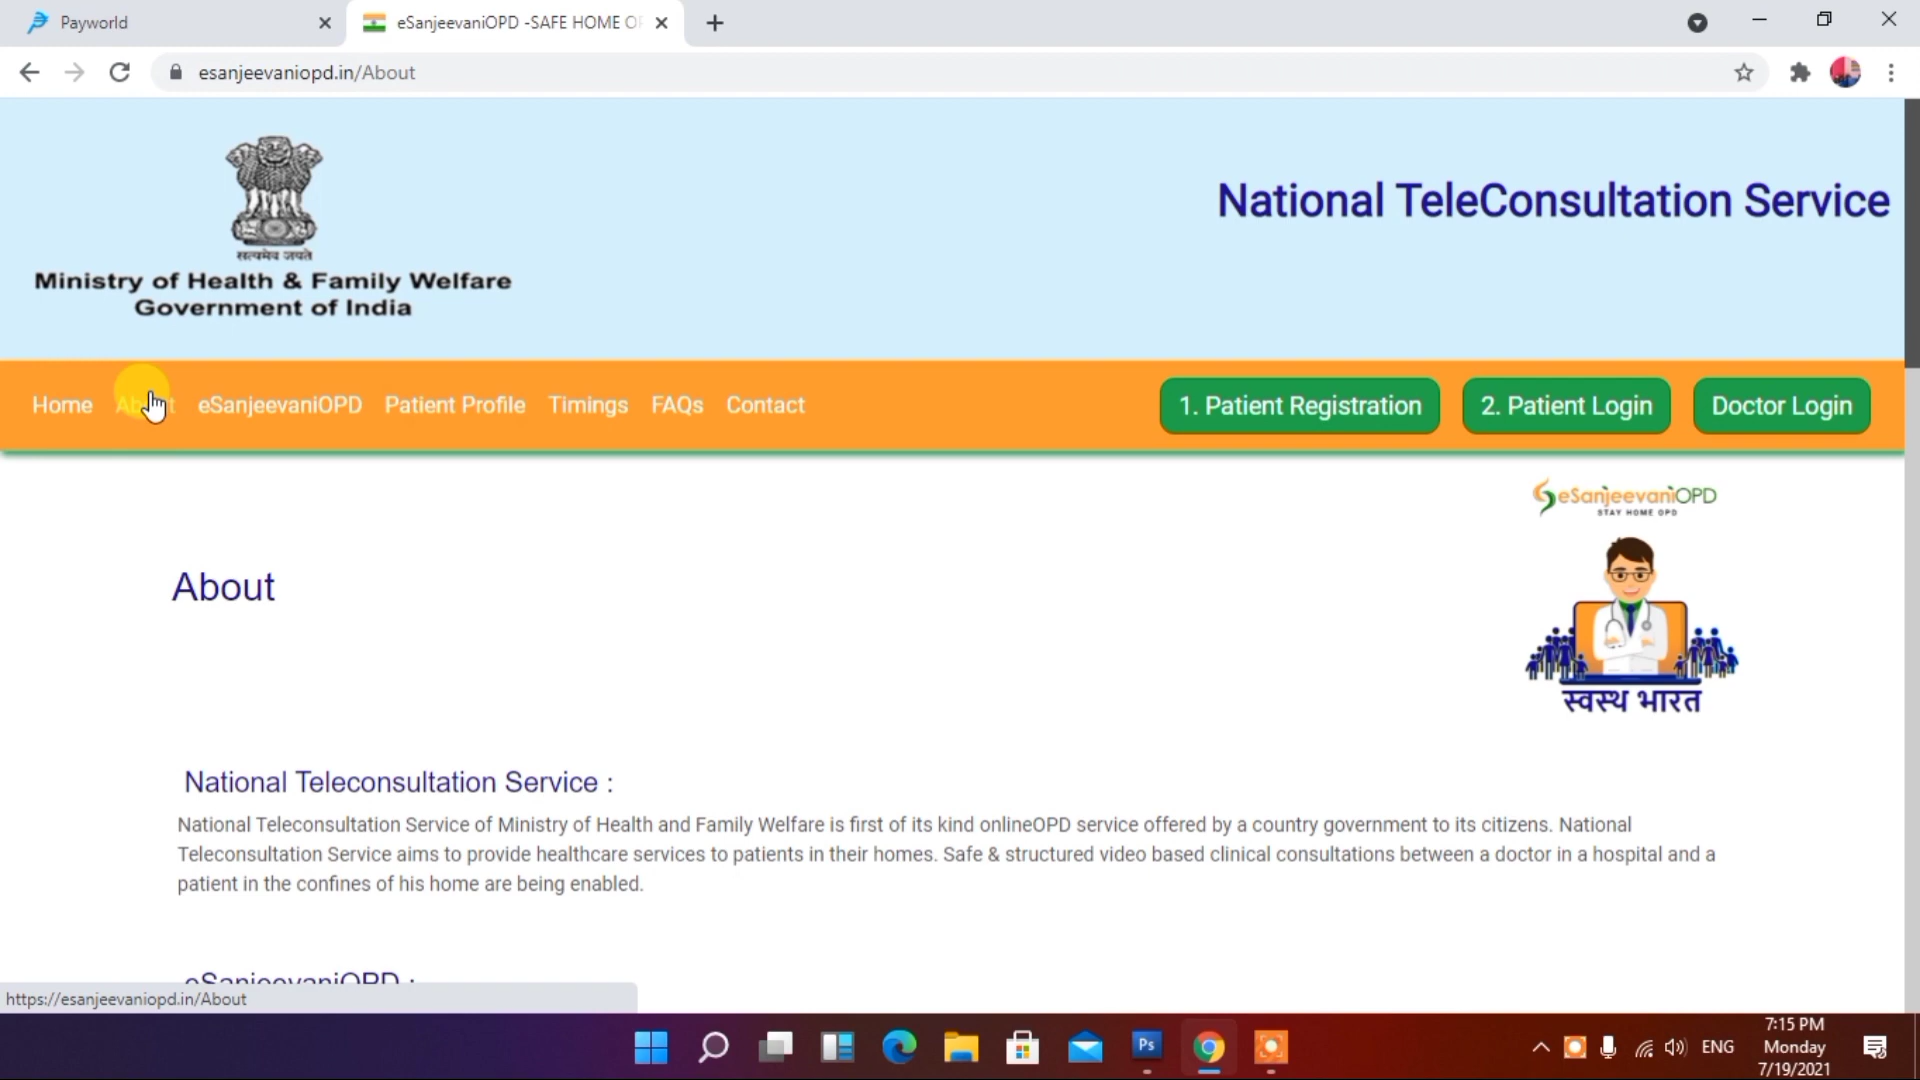 Payworld
eSanjeevaniOPD -SAFE HOME OP
esanjeevaniopd.in/About
National TeleConsultation Service
सत्यमेव जयते
Ministry of Health & Family Welfare
Government of India
Home About eSanjeevaniOPD Patient Profile Timings FAQs Contact 1. Patient Registration 2. Patient Login Doctor Login
eSanjeevaniOPD
STAY HOME OPD
About
स्वस्थ भारत
National Teleconsultation Service :
National Teleconsultation Service of Ministry of Health and Family Welfare is first of its kind onlineOPD service offered by a country government to its citizens. National
Teleconsultation Service aims to provide healthcare services to patients in their homes. Safe & structured video based clinical consultations between a doctor in a hospital and a
patient in the confines of his home are being enabled.
eSanjeevaniOPD :
https://esanjeevaniopd.in/About
Ps
ENG
7:15 PM
Monday
7/19/2021